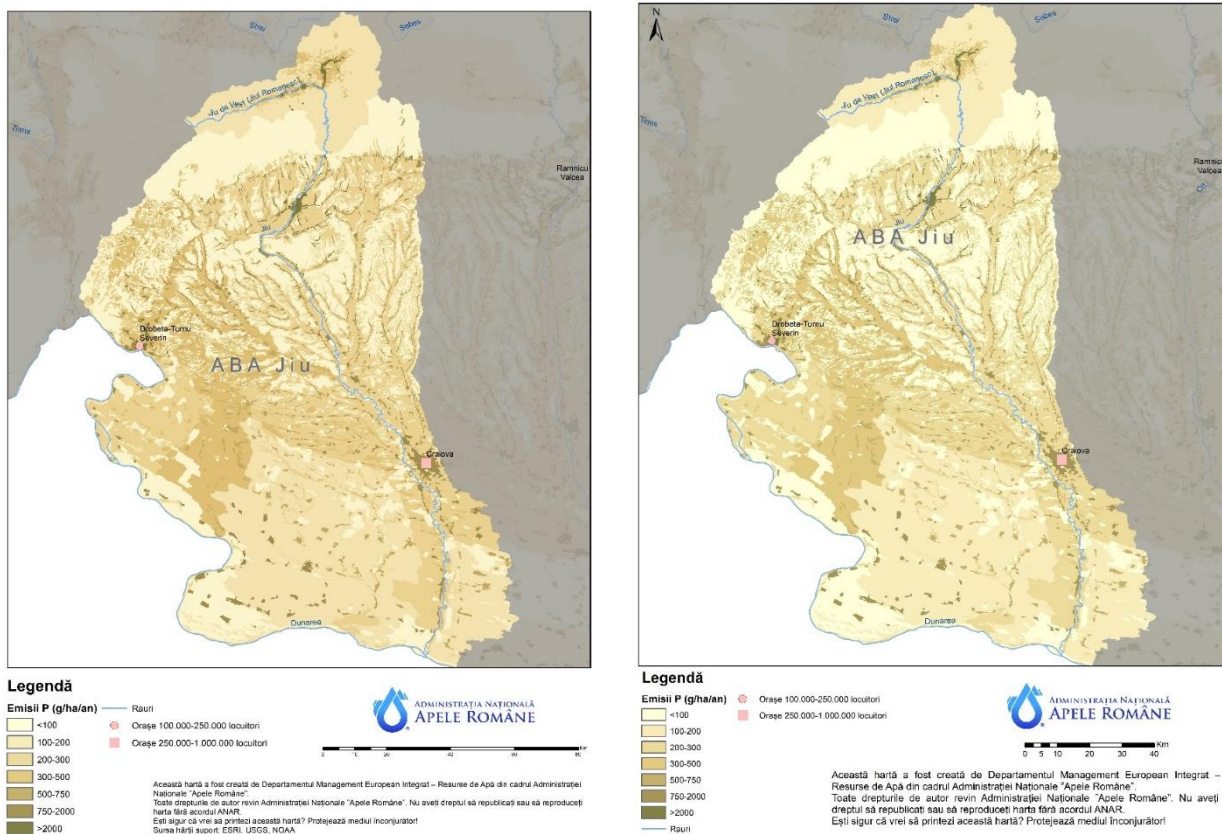 Strei
Sebes
Jiu de Vest (Jiul Romanesc)
Timis
Ramnicu
Valcea
Jiu
Drobeta-Turnu
Severin
ABA Jiu
Craiova
Dunarea
Legendă
Emisii P (g/ha/an)
<100
100-200
200-300
300-500
500-750
750-2000
>2000
Rauri
Orașe 100.000-250.000 locuitori
Orașe 250.000-1.000.000 locuitori
ADMINISTRAȚIA NAȚIONALĂ
APELE ROMÂNE
Km
Această hartă a fost creată de Departamentul Management European Integrat – Resurse de Apă din cadrul Administrației
Naționale "Apele Române".
Toate drepturile de autor revin Administrației Naționale "Apele Române". Nu aveți dreptul să republicați sau să reproduceți
harta fără acordul ANAR.
Ești sigur că vrei să printezi această hartă? Protejează mediul înconjurător!
Sursa hărții suport: ESRI, USGS, NOAA
N
Strei
Sebes
Jiu de Vest (Jiul Romanesc)
Timis
Ramnicu
Valcea
Olt
Jiu
ABA Jiu
Drobeta-Turnu
Severin
Craiova
Dunarea
Legendă
Emisii P (g/ha/an)
<100
100-200
200-300
300-500
500-750
750-2000
>2000
Rauri
Orașe 100.000-250.000 locuitori
Orașe 250.000-1.000.000 locuitori
ADMINISTRAȚIA NAȚIONALĂ
APELE ROMÂNE
0 5 10 20 30 40 Km
Această hartă a fost creată de Departamentul Management European Integrat –
Resurse de Apă din cadrul Administrației Naționale "Apele Române".
Toate drepturile de autor revin Administrației Naționale "Apele Române". Nu aveți
dreptul să republicați sau să reproduceți harta fără acordul ANAR.
Ești sigur că vrei să printezi această hartă? Protejează mediul înconjurător!